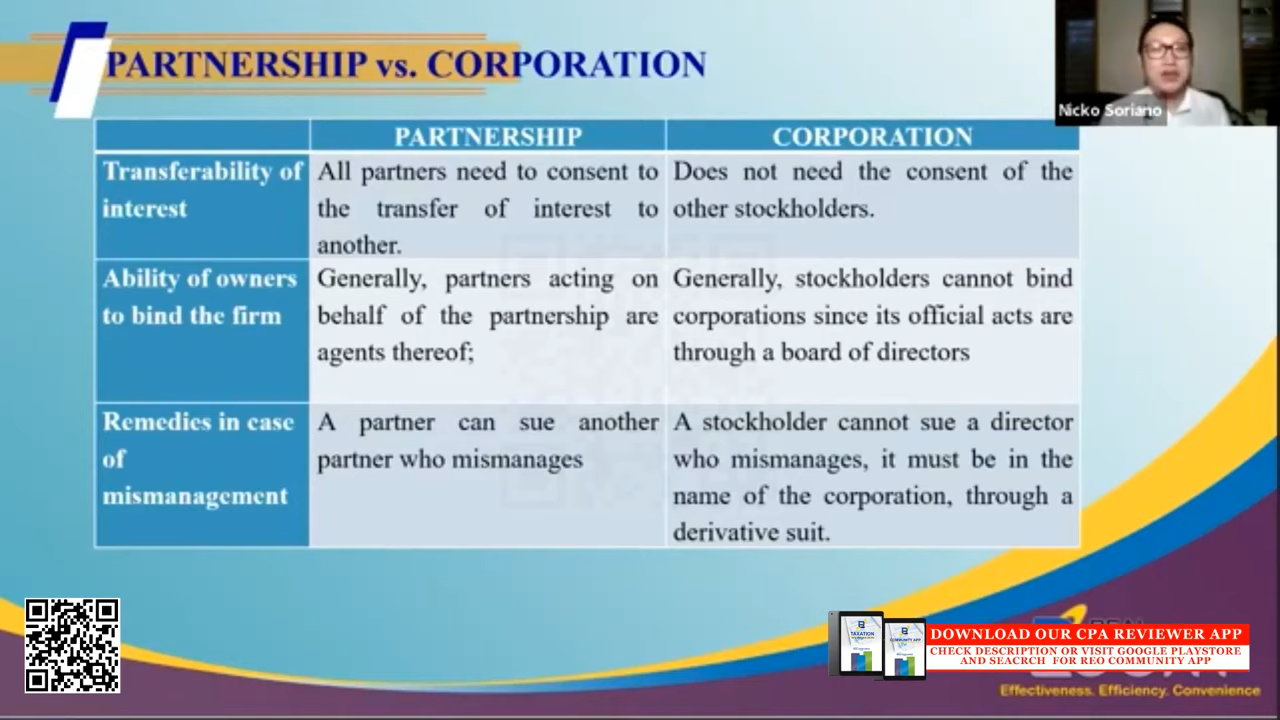 PARTNERSHIP vs. CORPORATION
Nicko Soriano
PARTNERSHIP
CORPORATION
Transferability of
interest
All partners need to consent to
the transfer of interest to
another.
Does not need the consent of the
other stockholders.
Ability of owners
to bind the firm
Generally, partners acting on
behalf of the partnership are
agents thereof;
Generally, stockholders cannot bind
corporations since its official acts are
through a board of directors
Remedies in case
of
mismanagement
A partner can sue another
partner who mismanages
A stockholder cannot sue a director
who mismanages, it must be in the
name of the corporation, through a
derivative suit.
TAXATION
COMMUNITY APP
DOWNLOAD OUR CPA REVIEWER APP
CHECK DESCRIPTION OR VISIT GOOGLE PLAYSTORE
AND SEACRCH FOR REO COMMUNITY APP
Effectiveness. Efficiency. Convenience